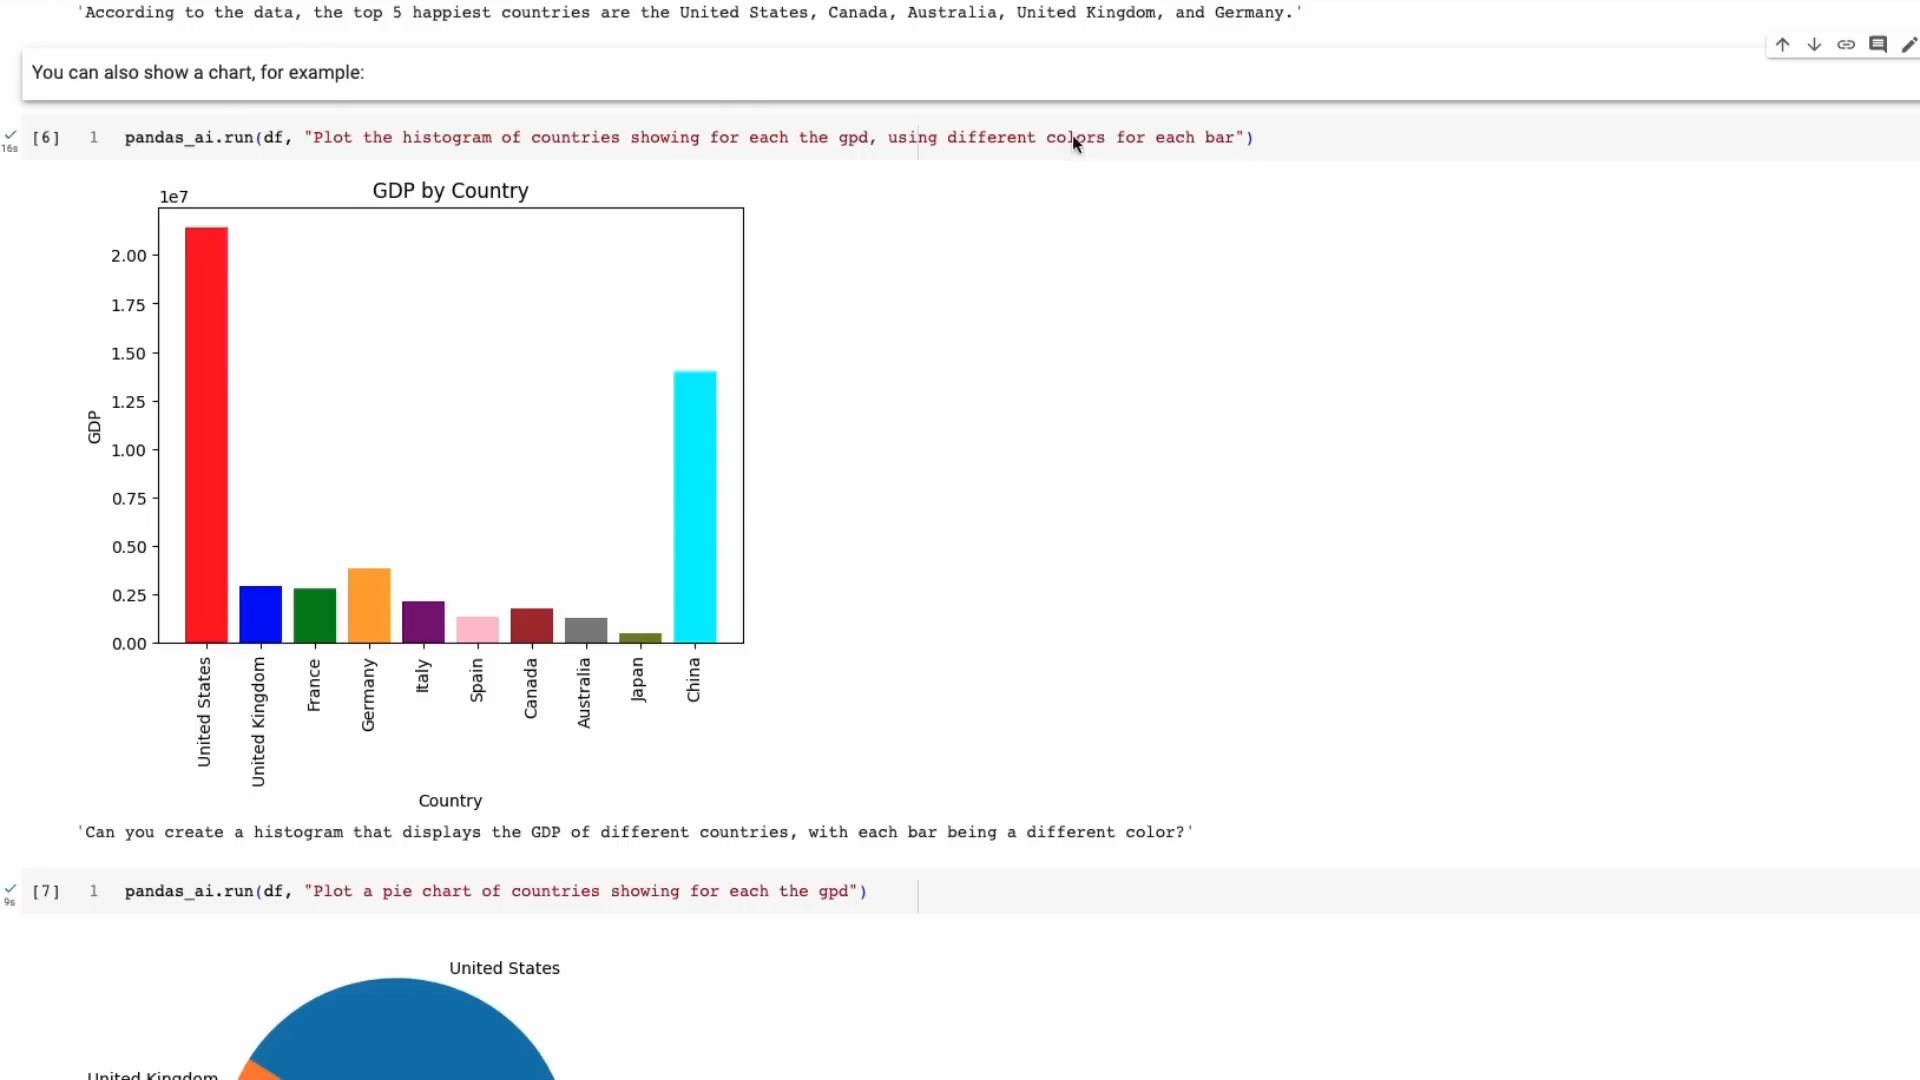 'According to the data, the top 5 happiest countries are the United States, Canada, Australia, United Kingdom, and Germany.'
You can also show a chart, for example:
[6] 1 pandas_ai.run(df, "Plot the histogram of countries showing for each the gpd, using different colors for each bar")
16s
GDP by Country
1e7
2.00
1.75
1.50
1.25
1.00
0.75
0.50
0.25
0.00
GDP
United States
United Kingdom
France
Germany
Italy
Spain
Canada
Australia
Japan
China
Country
'Can you create a histogram that displays the GDP of different countries, with each bar being a different color?'
[7] 1 pandas_ai.run(df, "Plot a pie chart of countries showing for each the gpd")
9s
United States
United Kingdom